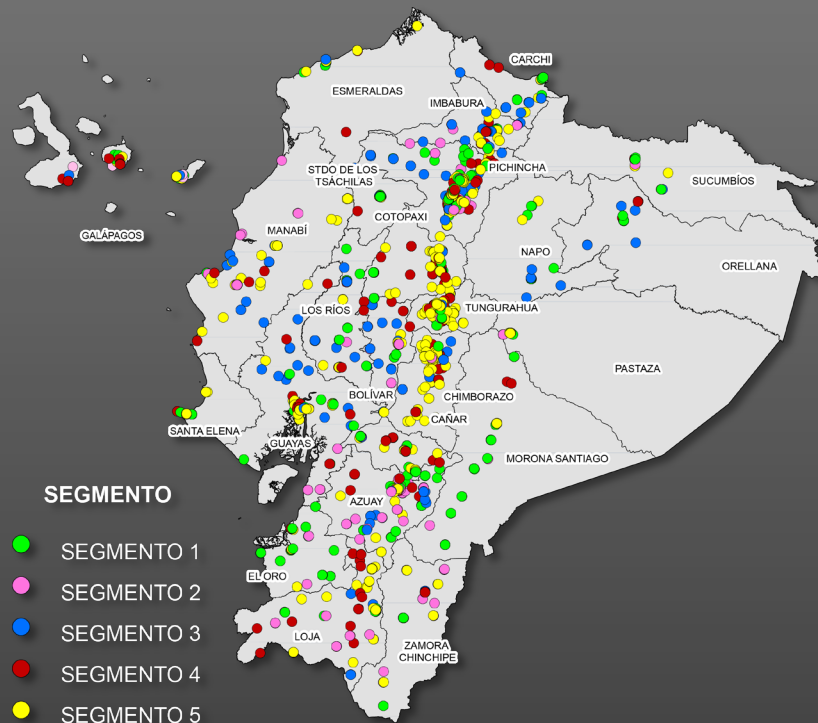 CARCHI
ESMERALDAS
IMBABURA
PICHINCHA
STDO DE LOS
TSÁCHILAS
SUCUMBÍOS
COTOPAXI
MANABÍ
GALÁPAGOS
NAPO
ORELLANA
LOS RÍOS
TUNGURAHUA
PASTAZA
BOLÍVAR
CHIMBORAZO
CAÑAR
SANTA ELENA
GUAYAS
MORONA SANTIAGO
AZUAY
EL ORO
LOJA
ZAMORA
CHINCHIPE
SEGMENTO
SEGMENTO 1
SEGMENTO 2
SEGMENTO 3
SEGMENTO 4
SEGMENTO 5